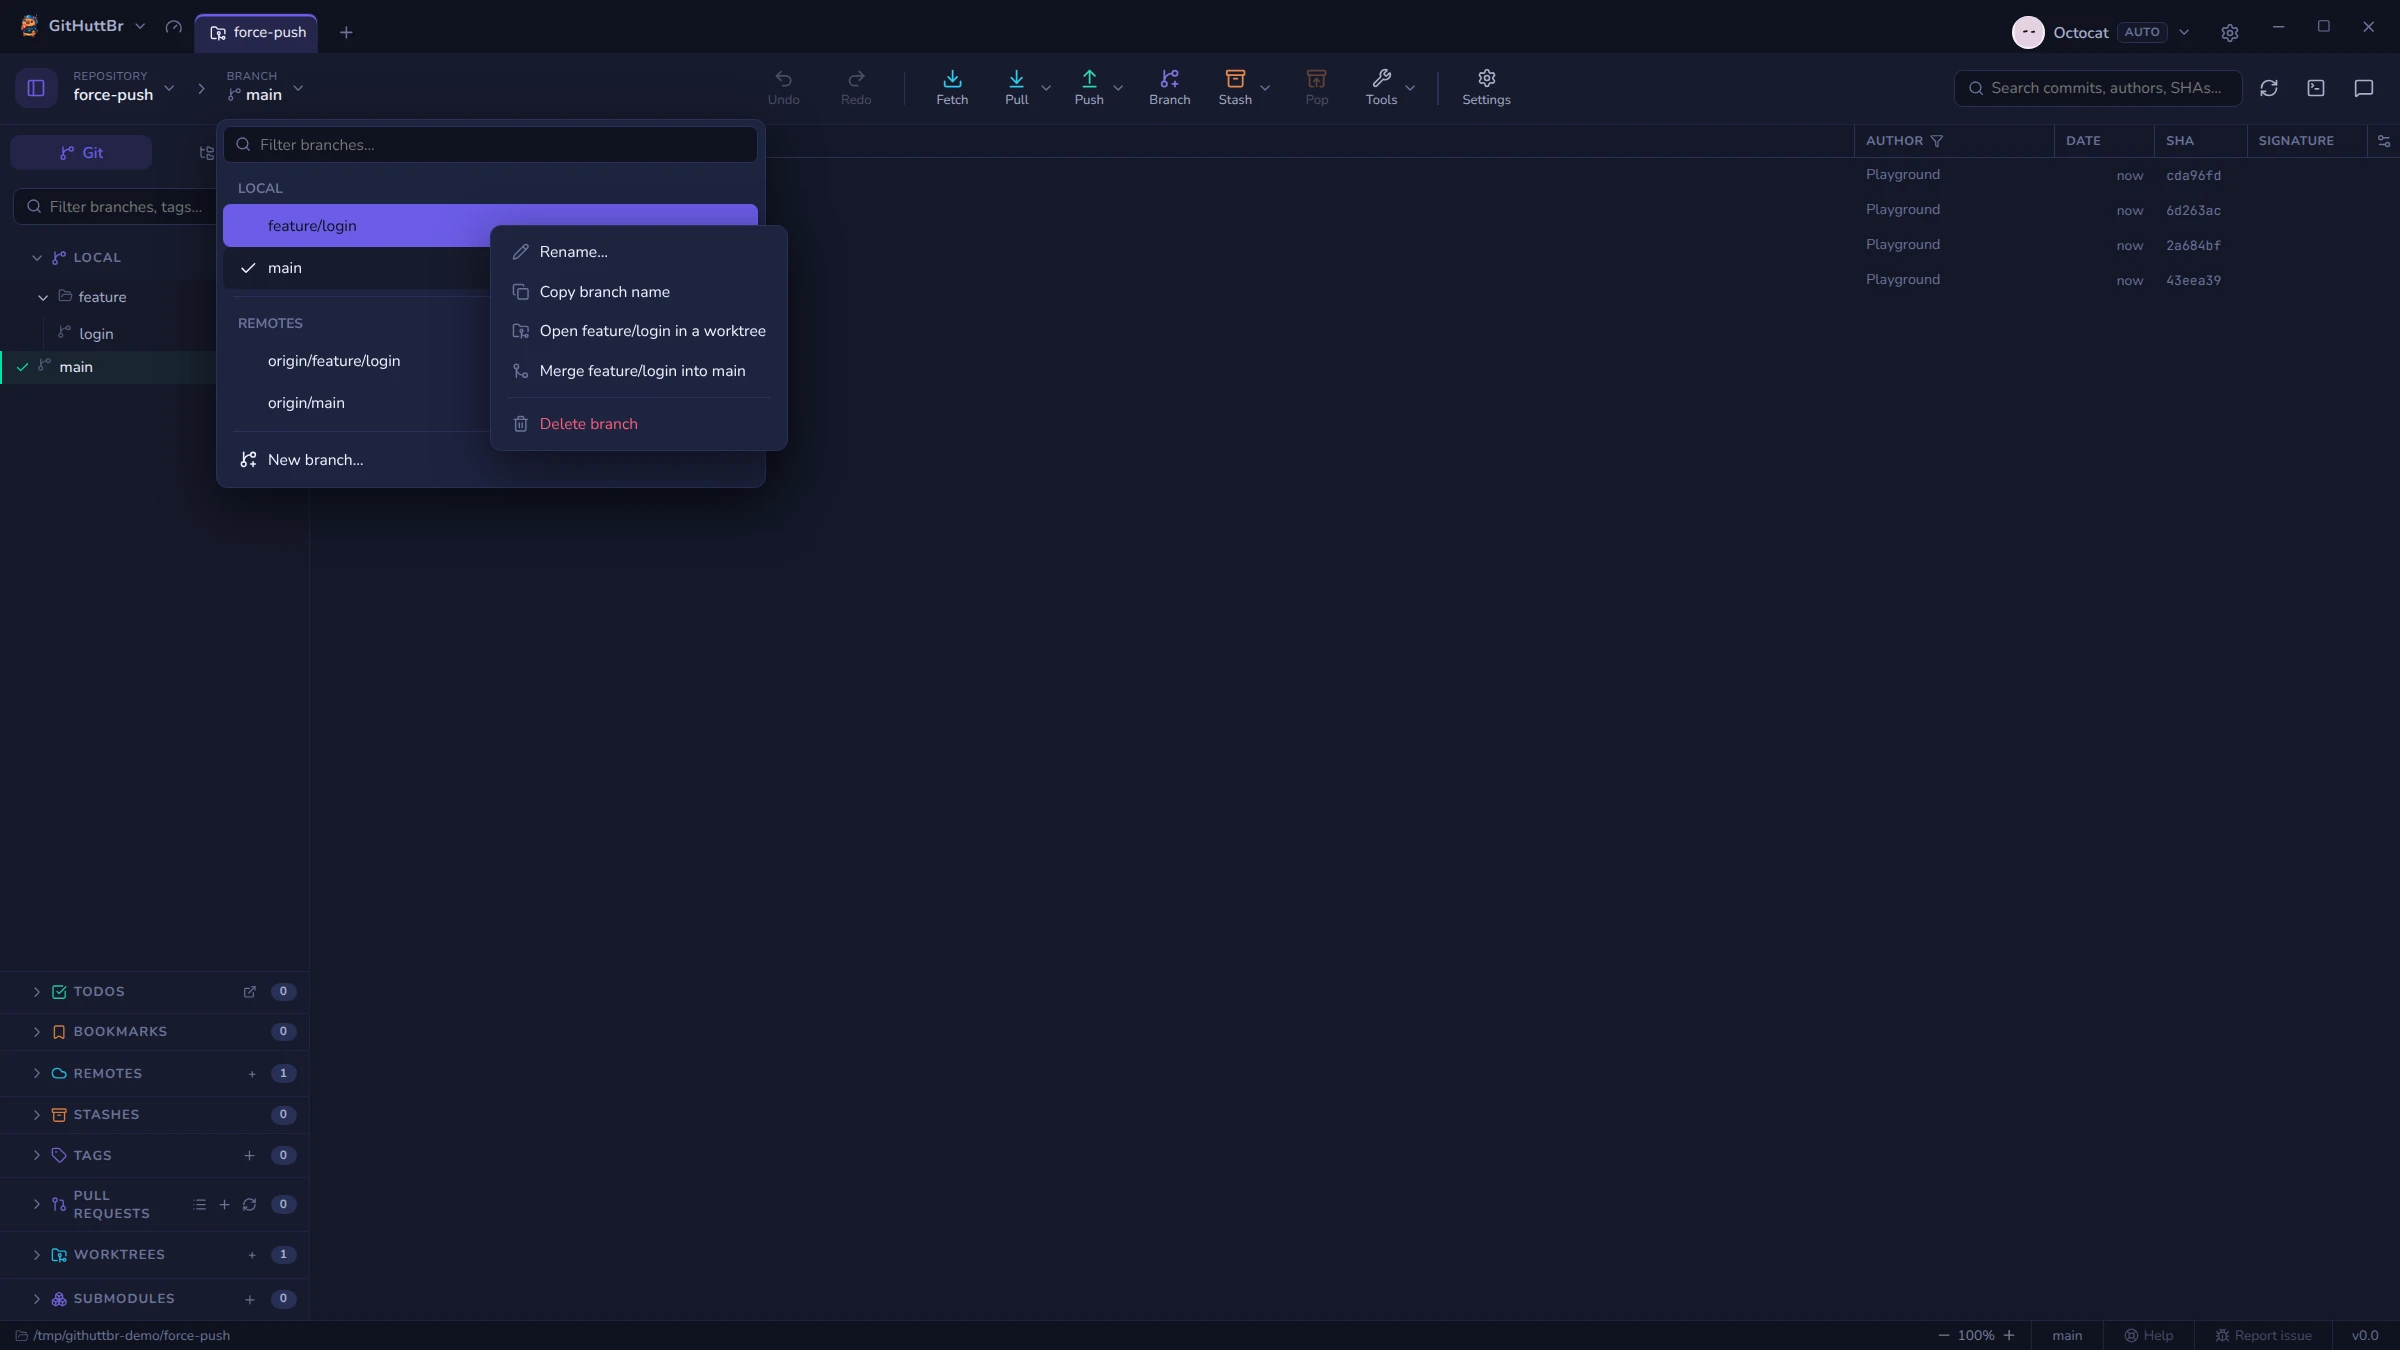 GitHuttBr
force-push
Octocat AUTO
REPOSITORY
force-push
BRANCH
main
Undo
Redo
Fetch
Pull
Push
Branch
Stash
Pop
Tools
Settings
Search commits, authors, SHAs...
Git
Filter branches, tags...
LOCAL
feature
login
main
Filter branches...
LOCAL
feature/login
main
REMOTES
origin/feature/login
origin/main
New branch...
Rename...
Copy branch name
Open feature/login in a worktree
Merge feature/login into main
Delete branch
AUTHOR DATE SHA SIGNATURE
Playground now cda96fd
Playground now 6d263ac
Playground now 2a684bf
Playground now 43eea39
TODOS 0
BOOKMARKS 0
REMOTES 1
STASHES 0
TAGS 0
PULL
REQUESTS 0
WORKTREES 1
SUBMODULES 0
/tmp/githuttbr-demo/force-push
100%
main
Help
Report issue
v0.0